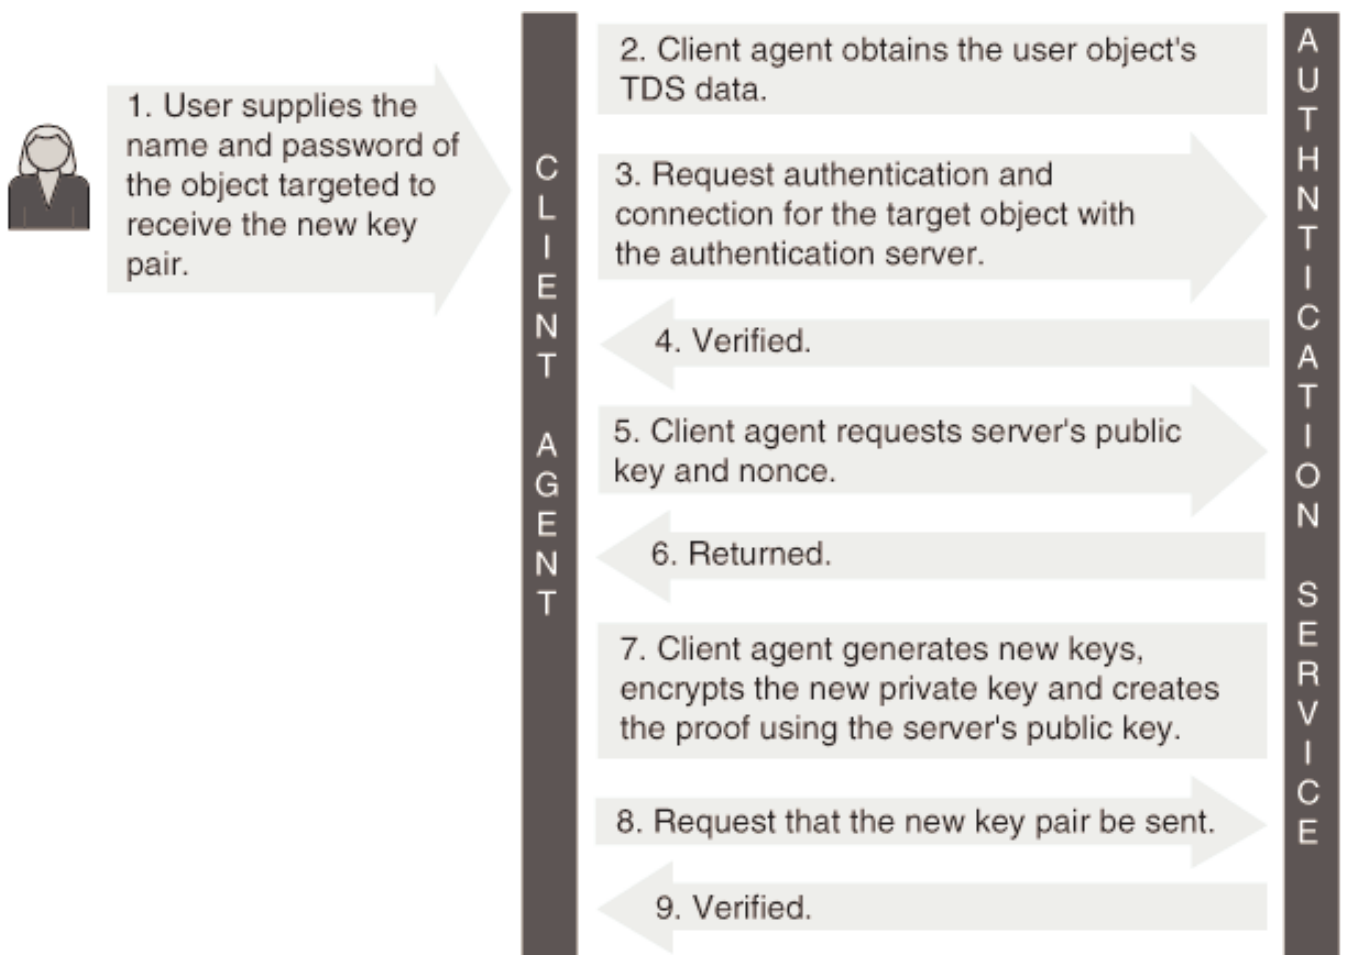 1. User supplies the
name and password of
the object targeted to
receive the new key
pair.
CLIENT AGENT
2. Client agent obtains the user object's
TDS data.
3. Request authentication and
connection for the target object with
the authentication server.
4. Verified.
5. Client agent requests server's public
key and nonce.
6. Returned.
7. Client agent generates new keys,
encrypts the new private key and creates
the proof using the server's public key.
8. Request that the new key pair be sent.
9. Verified.
AUTHNTICATION SERVICE